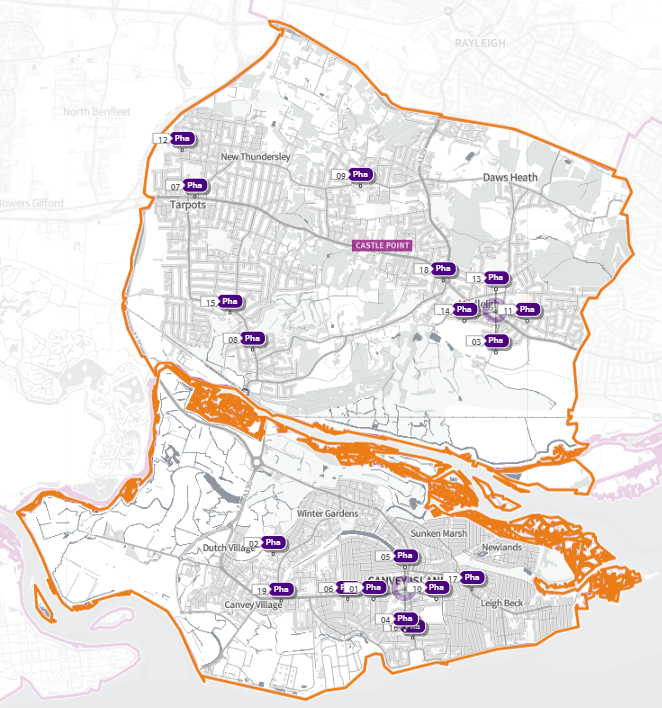 RAYLEIGH
North Benfleet
12 Pha
New Thundersley
09 Pha
Daws Heath
07 Pha
Bowers Gifford
Tarpots
CASTLE POINT
18 Pha
13 Pha
15 Pha
14 Pha
11 Pha
08 Pha
03 Pha
Winter Gardens
Sunken Marsh
02 Pha
Dutch Village
Newlands
05 Pha
CANVEY ISLAND
17 Pha
19 Pha
06
01 Pha
10 Pha
Canvey Village
Leigh Beck
04 Pha
16